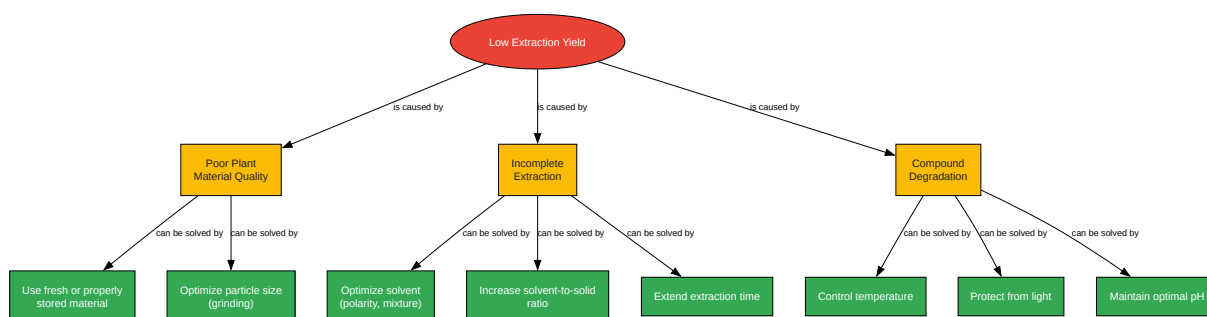 Low Extraction Yield
is caused by
is caused by
is caused by
Poor Plant
Material Quality
Incomplete
Extraction
Compound
Degradation
can be solved by
can be solved by
can be solved by
can be solved by
can be solved by
can be solved by
can be solved by
can be solved by
Use fresh or properly
stored material
Optimize particle size
(grinding)
Optimize solvent
(polarity, mixture)
Increase solvent-to-solid
ratio
Extend extraction time
Control temperature
Protect from light
Maintain optimal pH